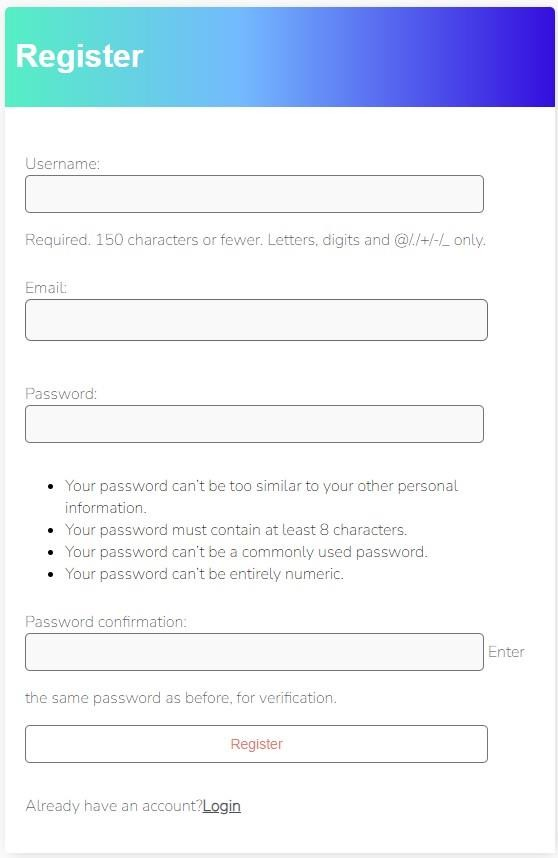 Register
Username:
Required. 150 characters or fewer. Letters, digits and @/./+/-/_ only.
Email:
Password:
Your password can't be too similar to your other personal
information.
Your password must contain at least 8 characters.
Your password can't be a commonly used password.
Your password can't be entirely numeric.
Password confirmation:
Enter
the same password as before, for verification.
Register
Already have an account?Login